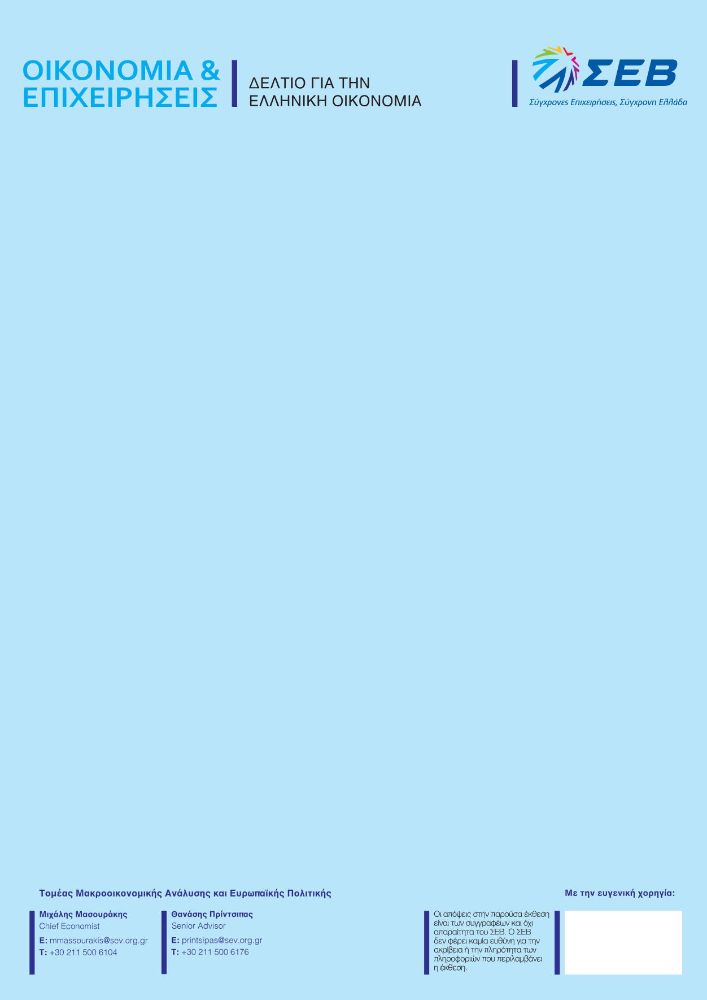 ΟΙΚΟΝΟΜΙΑ &
ΕΠΙΧΕΙΡΗΣΕΙΣ
ΔΕΛΤΙΟ ΓΙΑ ΤΗΝ
ΕΛΛΗΝΙΚΗ ΟΙΚΟΝΟΜΙΑ
ΣΕΒ
Σύγχρονες Επιχειρήσεις, Σύγχρονη Ελλάδα
Τομέας Μακροοικονομικής Ανάλυσης και Ευρωπαϊκής Πολιτικής
Μιχάλης Μασουράκης
Chief Economist
E: mmassourakis@sev.org.gr
T: +30 211 500 6104
Θανάσης Πρίντσιπας
Senior Advisor
E: printsipas@sev.org.gr
T: +30 211 500 6176
Οι απόψεις στην παρούσα έκθεση
είναι των συγγραφέων και όχι
απαραίτητα του ΣΕΒ. Ο ΣΕΒ
δεν φέρει καμία ευθύνη για την
ακρίβεια ή την πληρότητα των
πληροφοριών που περιλαμβάνει
η έκθεση.
Με την ευγενική χορηγία: